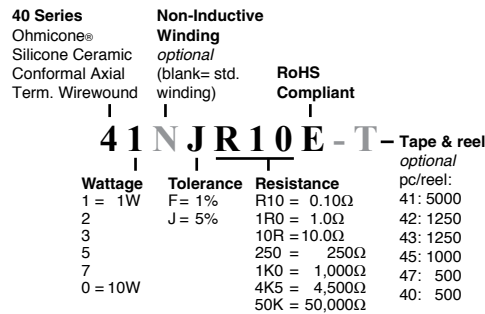 40 Series
Ohmicone®
Silicone Ceramic
Conformal Axial
Term. Wirewound
Non-Inductive
Winding
optional
(blank= std.
winding)
RoHS
Compliant
41NJR10E-T
Wattage
1 = 1W
2
3
5
7
0 = 10W
Tolerance
F= 1%
J= 5%
Resistance
R10 = 0.10Ω
1R0 = 1.0Ω
10R =10.0Ω
250 = 250Ω
1K0 = 1,000Ω
4K5 = 4,500Ω
50K = 50,000Ω
Tape & reel
optional
pc/reel:
41: 5000
42: 1250
43: 1250
45: 1000
47: 500
40: 500